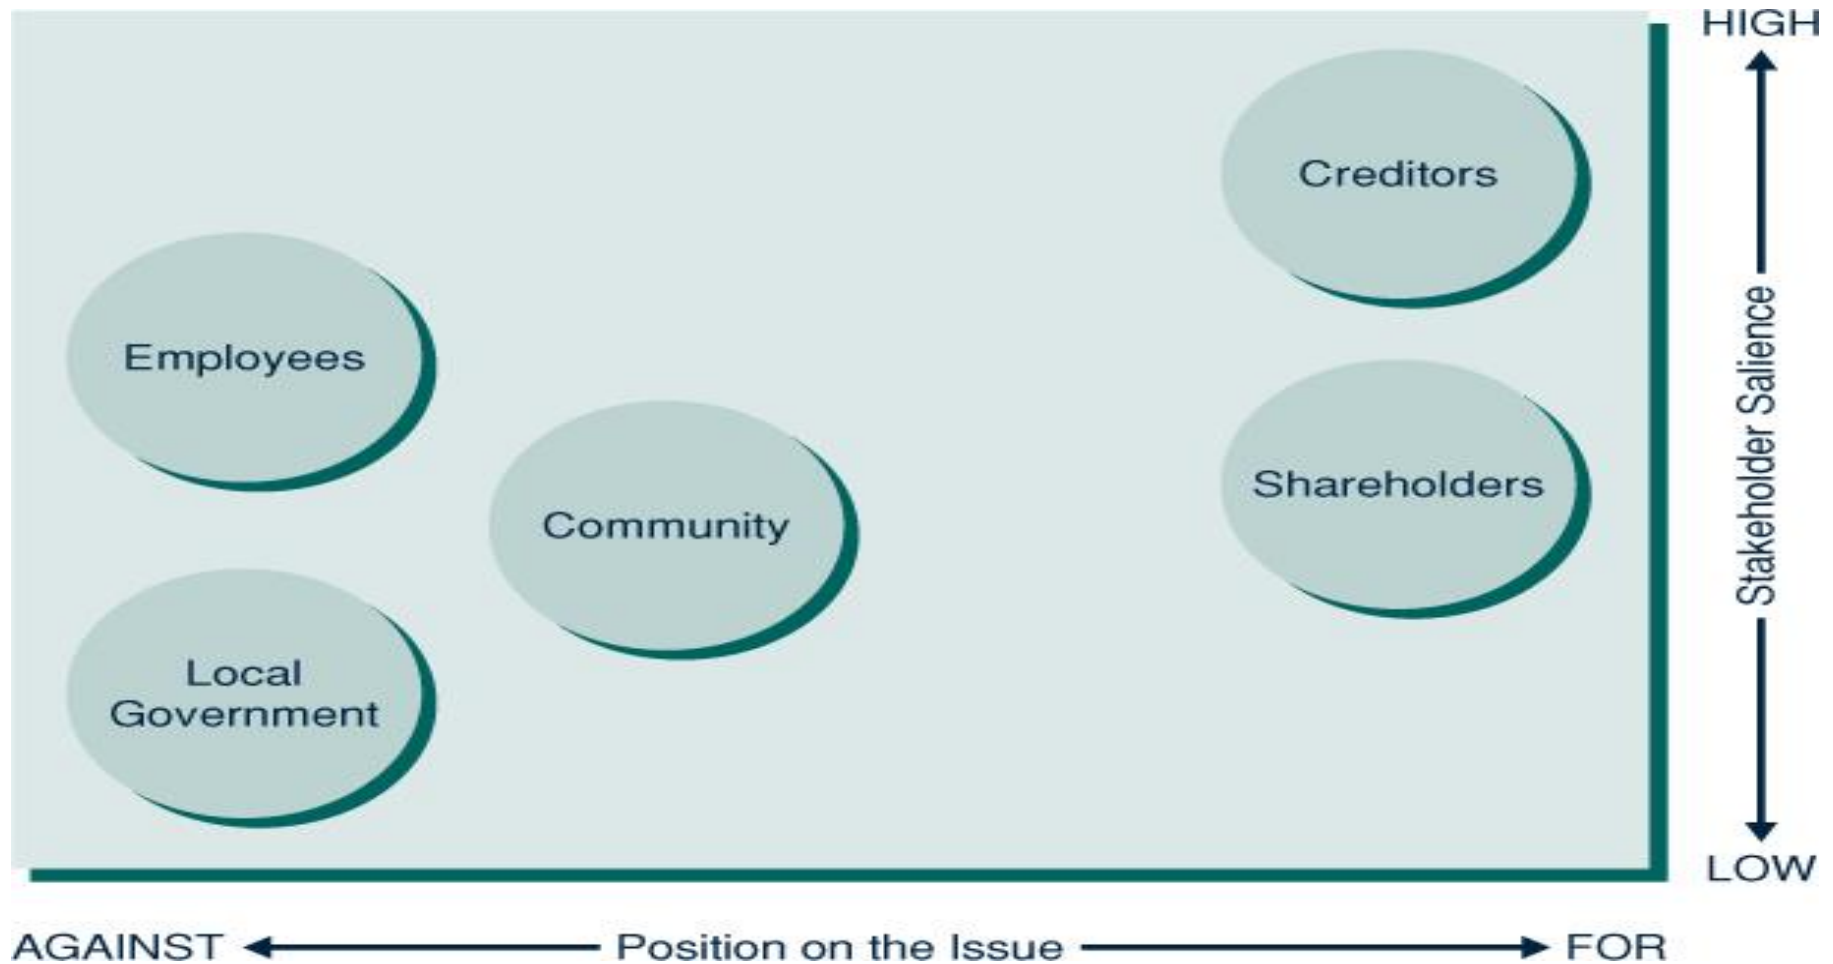 HIGH
Creditors
Employees
Shareholders
Community
Stakeholder Salience
Local
Government
LOW
AGAINST
Position on the Issue
FOR